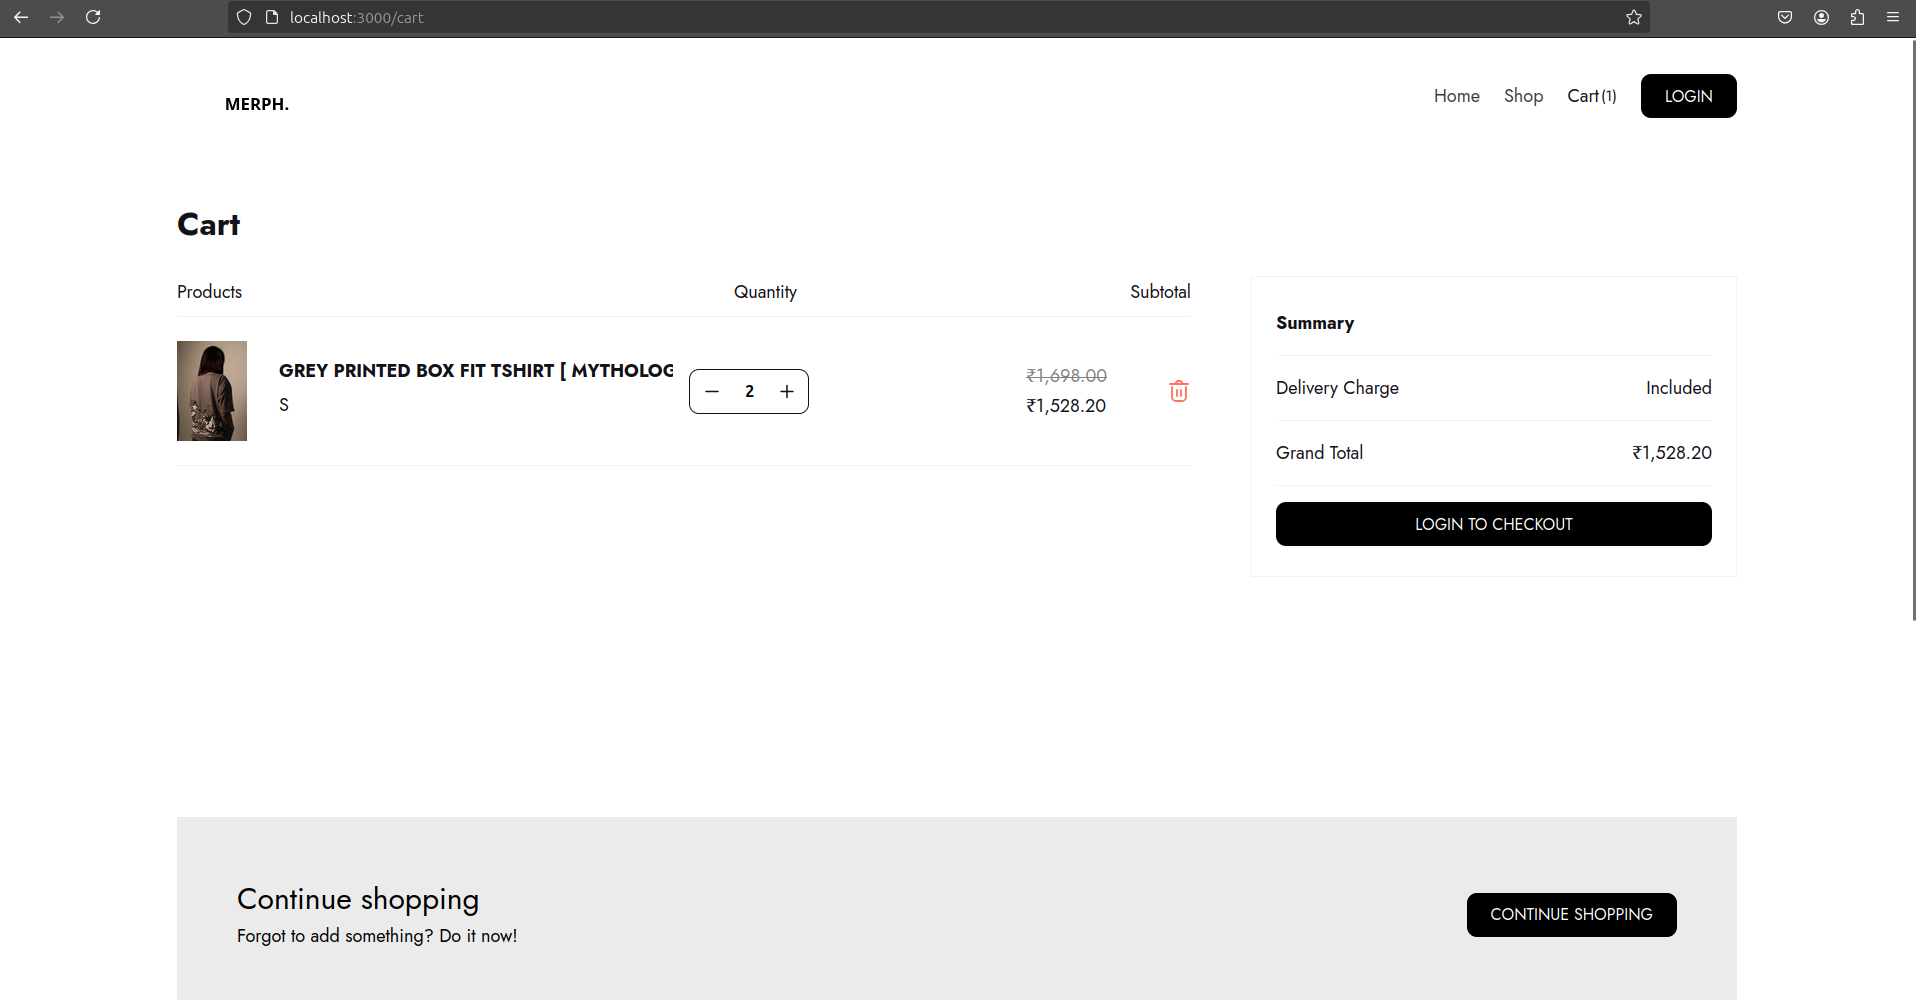 localhost:3000/cart
MERPH.
Home Shop Cart (1) LOGIN
Cart
Products Quantity Subtotal
GREY PRINTED BOX FIT TSHIRT [ MYTHOLOG
S
2
₹1,698.00
₹1,528.20
Summary
Delivery Charge Included
Grand Total ₹1,528.20
LOGIN TO CHECKOUT
Continue shopping
Forgot to add something? Do it now!
CONTINUE SHOPPING